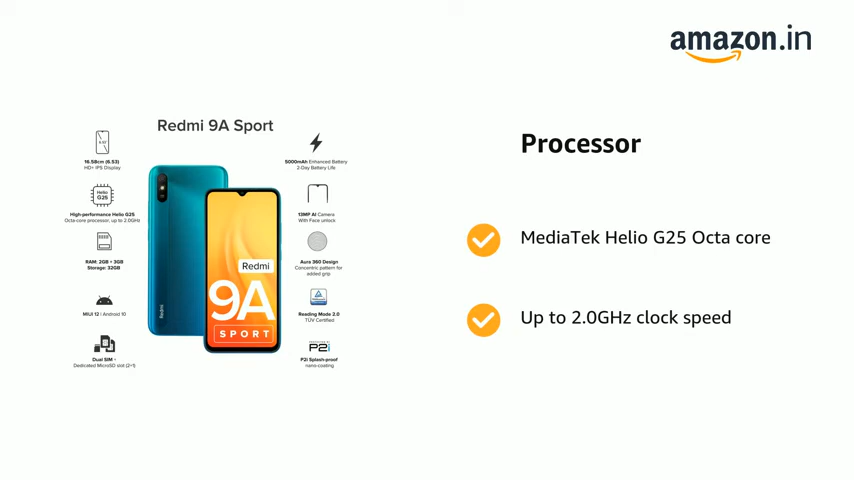 amazon.in
Redmi 9A Sport
16.58cm (6.53)
HD+ IPS Display
5000mAh Enhanced Battery
2-Day Battery Life
Processor
Helio
G25
High-performance Helio G25
Octa-core processor, up to 2.0GHz
13MP AI Camera
With Face unlock
MediaTek Helio G25 Octa core
RAM: 2GB + 3GB
Storage: 32GB
Aura 360 Design
Concentric pattern for
added grip
Redmi
9A
SPORT
Redmi
MIUI 12 | Android 10
Reading Mode 2.0
TÜV Certified
Up to 2.0GHz clock speed
Dual SIM +
Dedicated MicroSD slot (2+1)
P2i
P2i Splash-proof
nano-coating